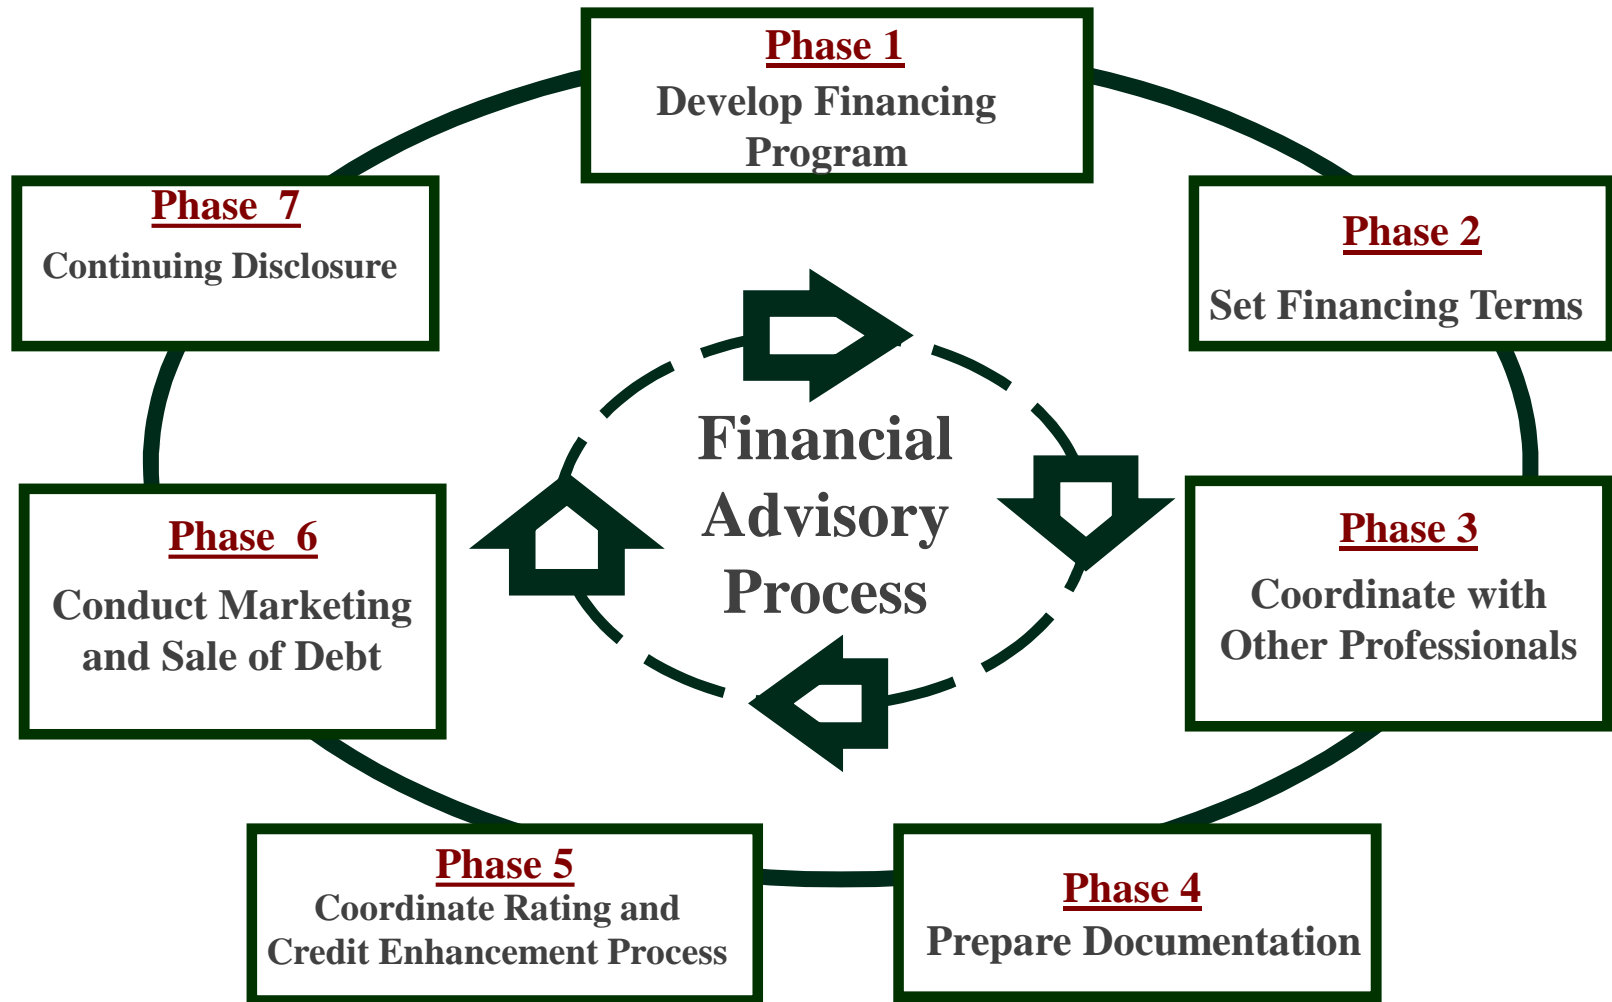 Phase 1
Develop Financing
Program
Phase 2
Set Financing Terms
Phase 3
Coordinate with
Other Professionals
Phase 4
Prepare Documentation
Phase 5
Coordinate Rating and
Credit Enhancement Process
Phase 6
Conduct Marketing
and Sale of Debt
Phase 7
Continuing Disclosure
Financial
Advisory
Process